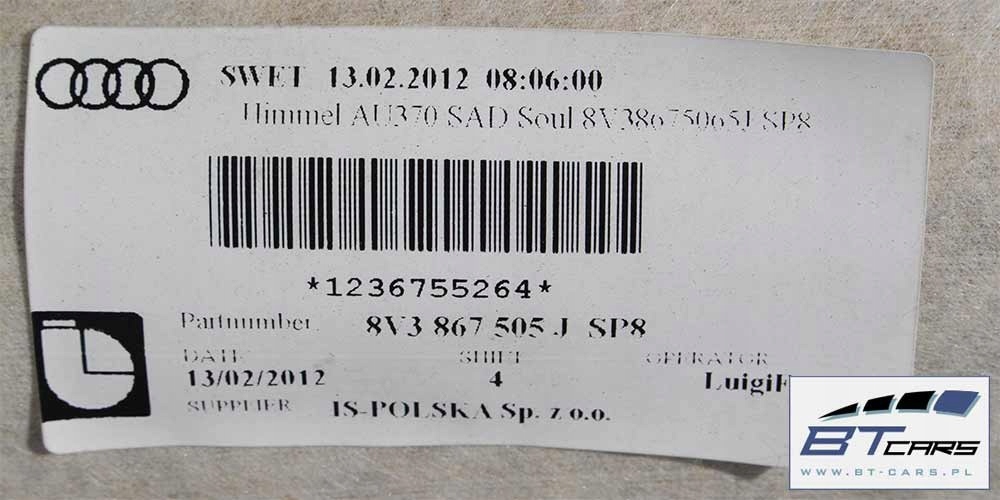 SWET 13.02.2012 08:06:00
Himmel AU370 SAD Soul 8V38675065J SP8
*1236755264*
Partnumber 8V3 867 505 J SP8
DATE SHIFT OPERATOR
13/02/2012 4
SUPPLIER IS-POLSKA Sp. z o.o.
BT CARS
WWW.BT-CARS.PL